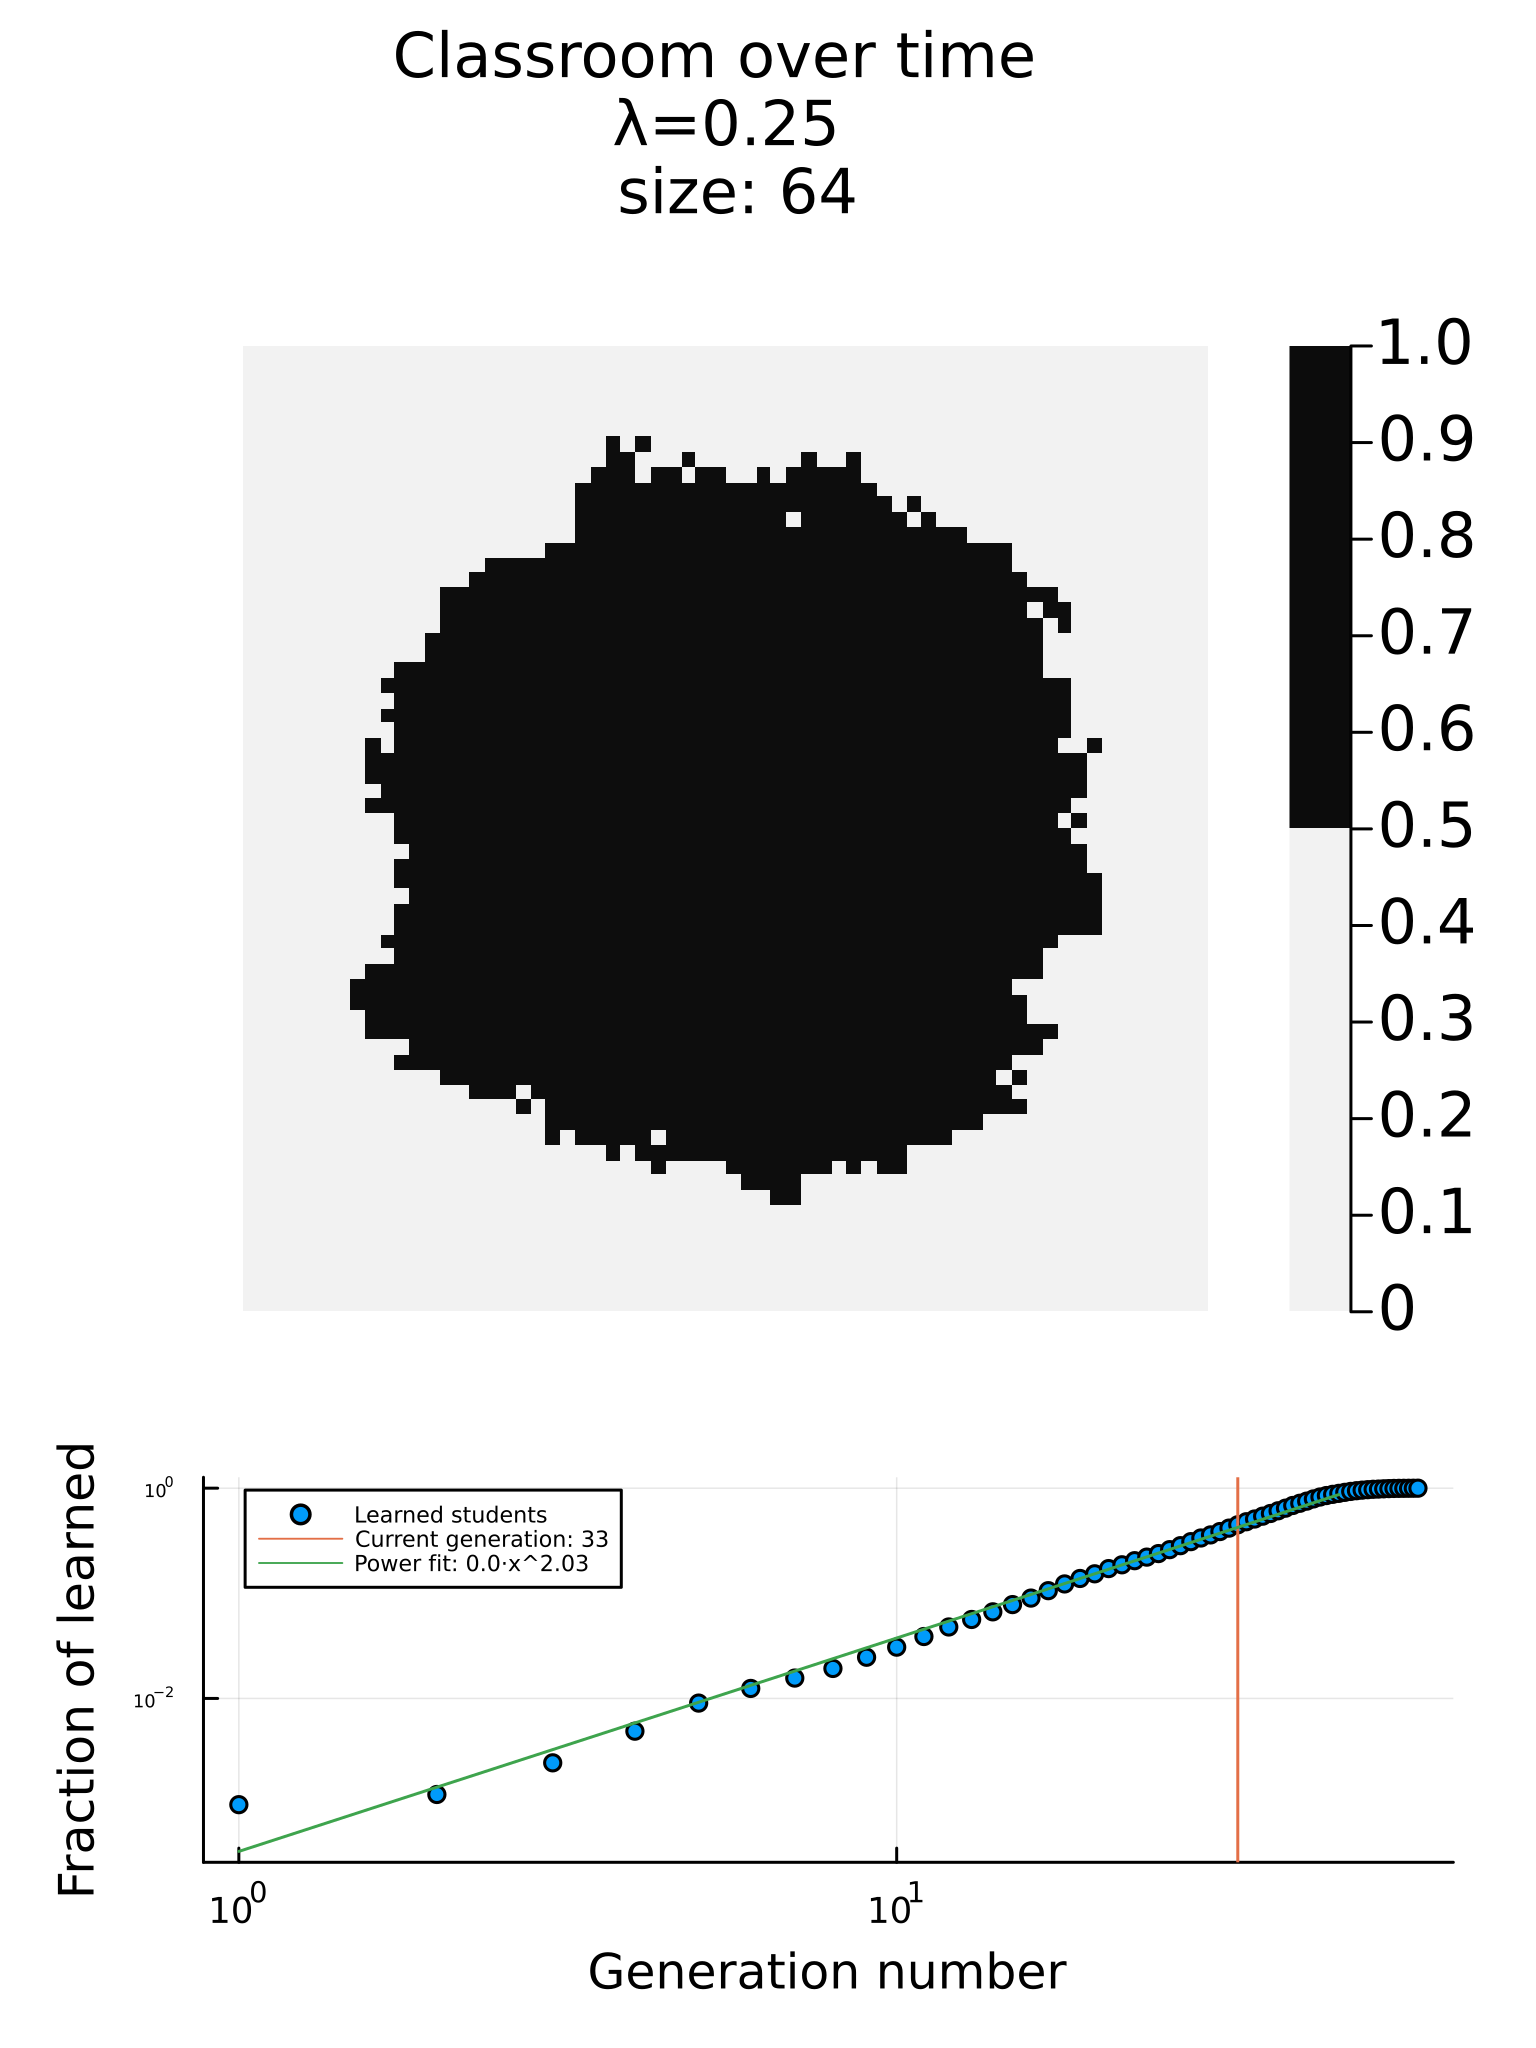 Classroom over time
λ=0.25
size: 64
1.0
0.9
0.8
0.7
0.6
0.5
0.4
0.3
0.2
0.1
0
Fraction of learned
10^0
10^-2
Learned students
Current generation: 33
Power fit: 0.0·x^2.03
10^0
10^1
Generation number